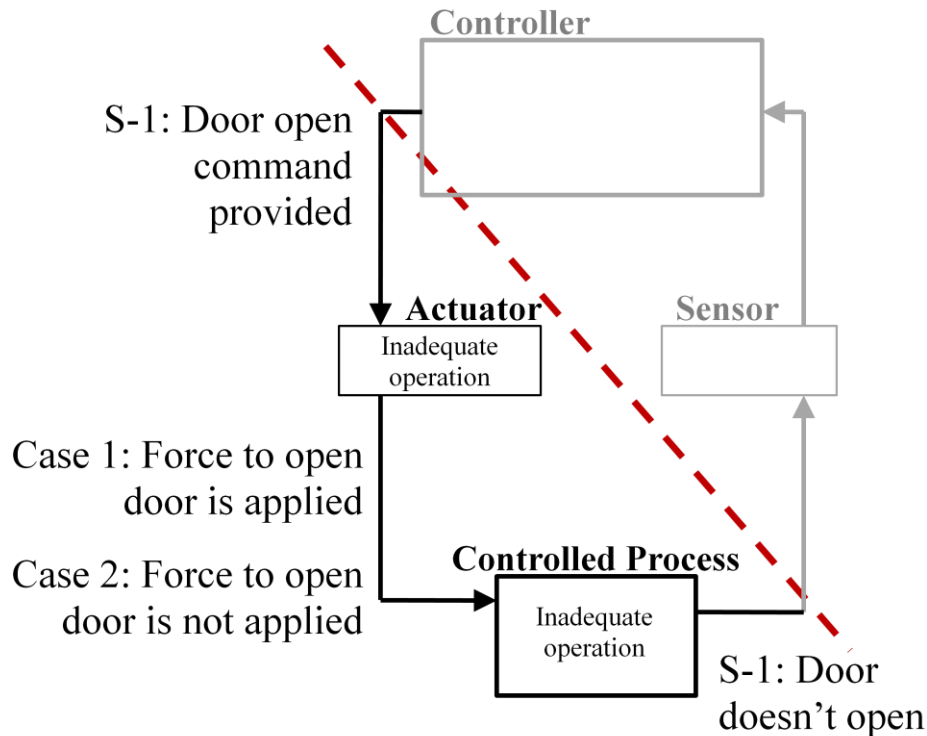 Controller
S-1: Door open
command
provided
Actuator
Inadequate
operation
Sensor
Case 1: Force to open
door is applied
Case 2: Force to open
door is not applied
Controlled Process
Inadequate
operation
S-1: Door
doesn’t open